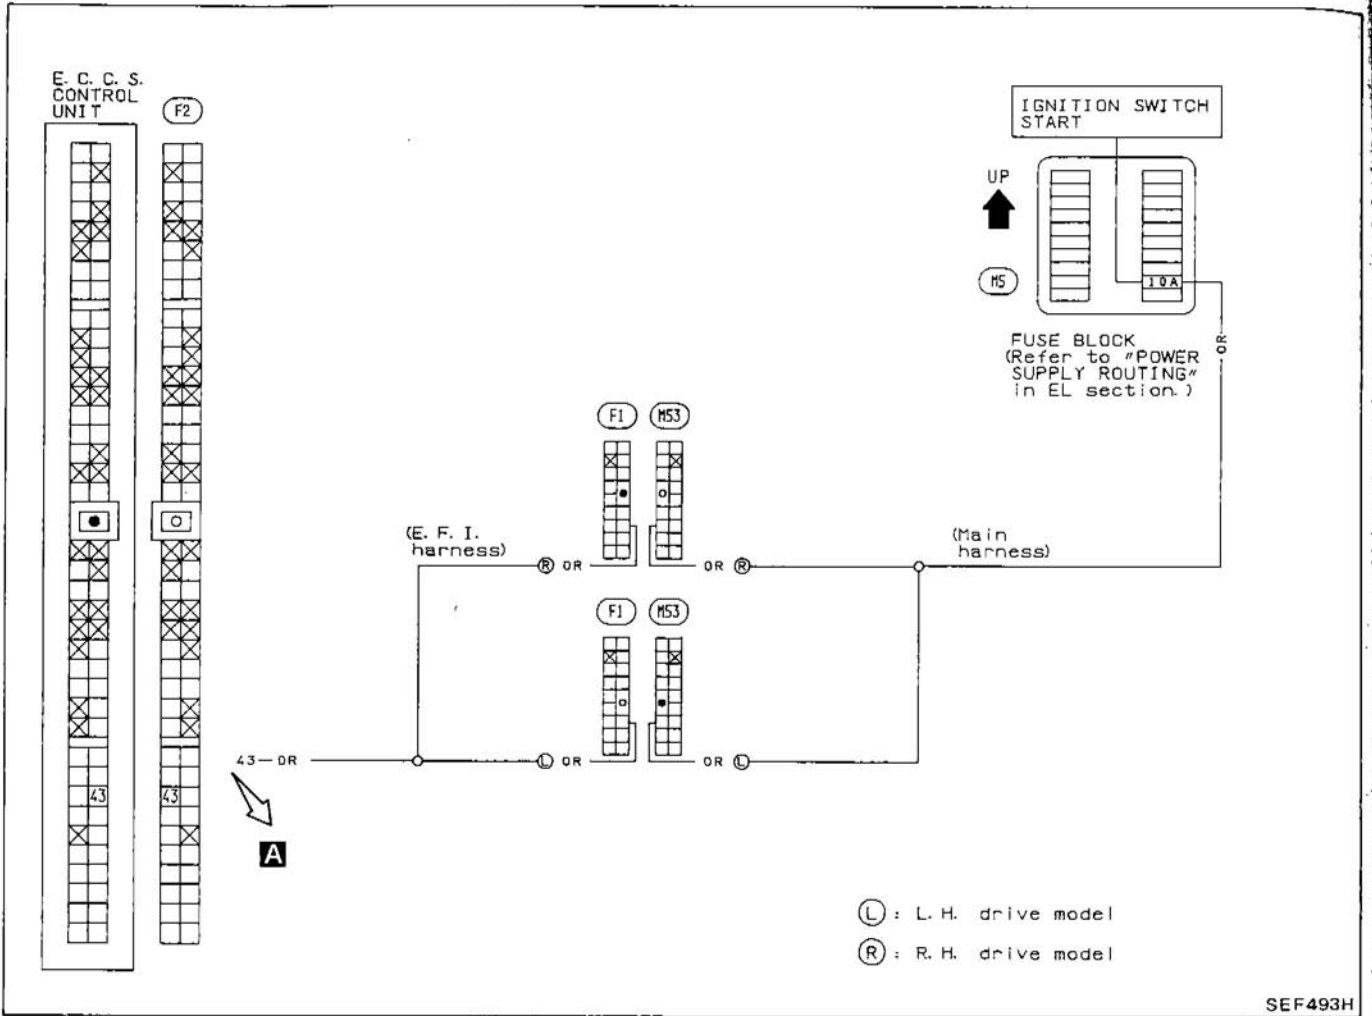 E. C. C. S.
CONTROL
UNIT
F2
IGNITION SWITCH
START
UP
M5
10A
OR
FUSE BLOCK
(Refer to "POWER
SUPPLY ROUTING"
in EL section.)
F1
M53
(E. F. I.
harness)
(Main
harness)
R OR
OR R
F1
M53
43 — OR
L OR
OR L
43
43
A
L : L. H. drive model
R : R. H. drive model
SEF493H